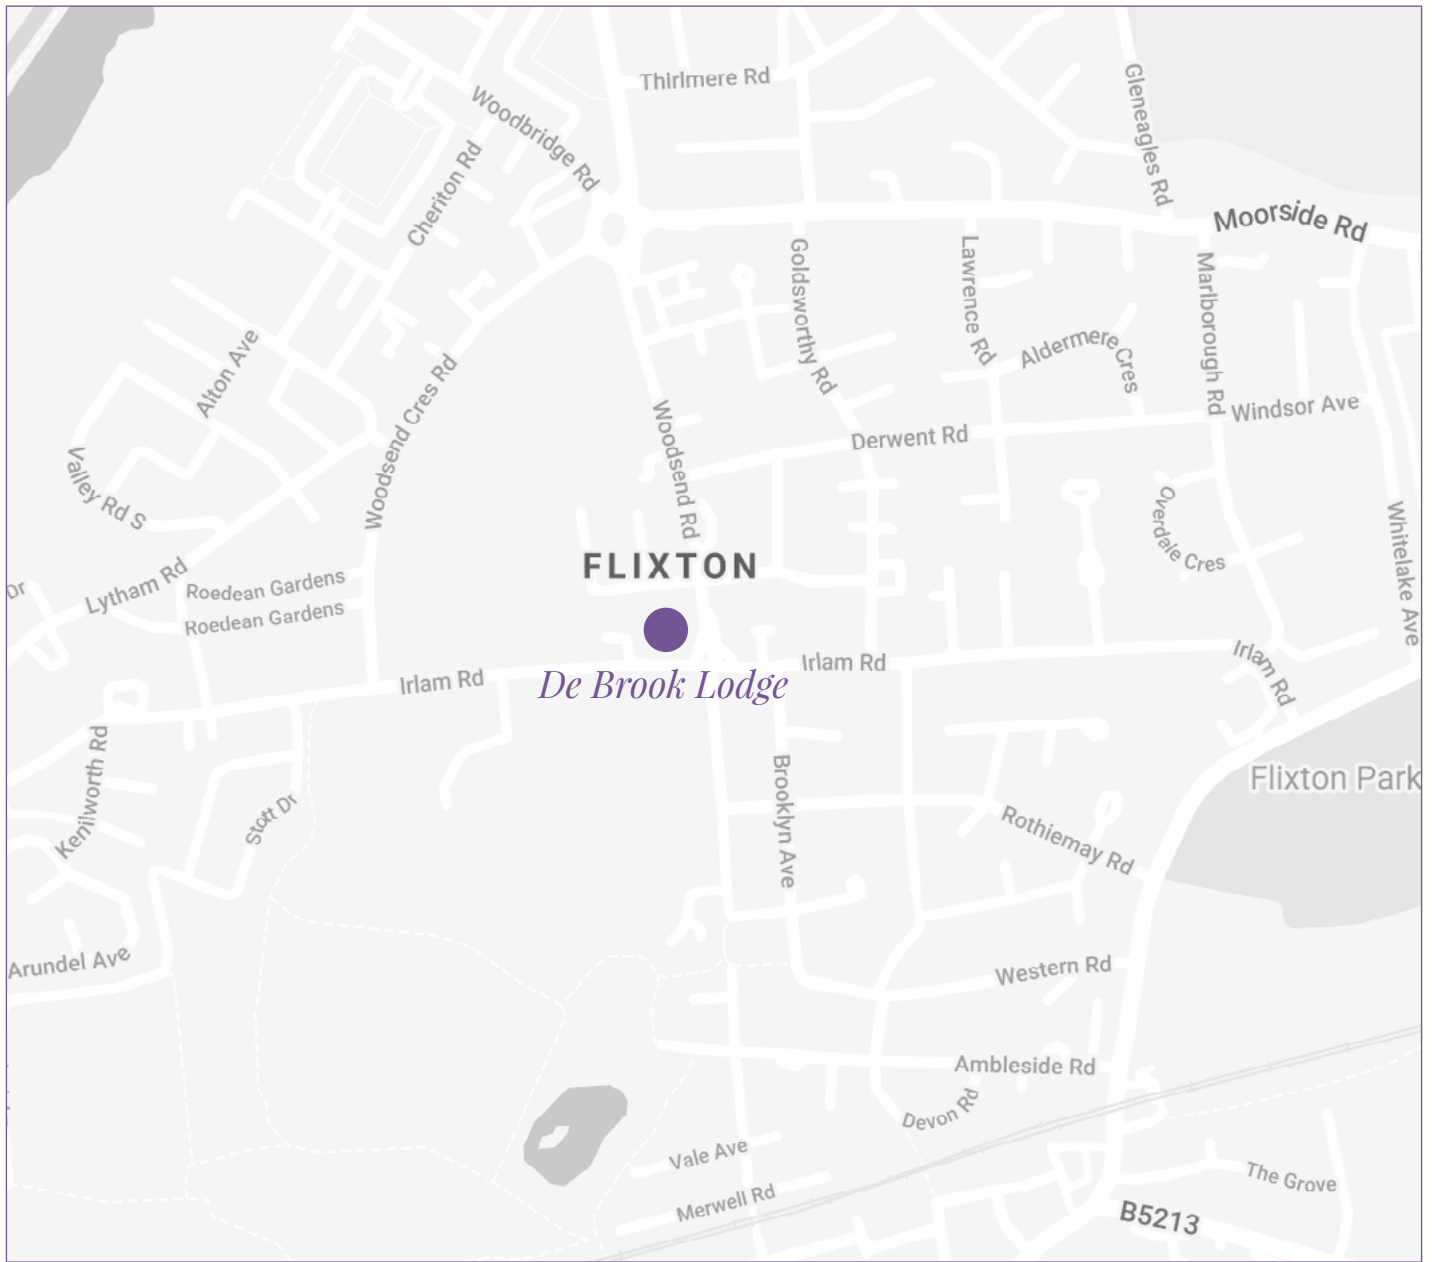 Thirlmere Rd
Gleneagles Rd
Woodbridge Rd
Cheriton Rd
Moorside Rd
Goldsworthy Rd
Lawrence Rd
Marlborough Rd
Aldermere Cres
Alton Ave
Woodsend Cres Rd
Windsor Ave
Woodsend Rd
Derwent Rd
Valley Rd S
Overdale Cres
Whitelake Ave
FLIXTON
Lytham Rd
Dr
Roedean Gardens
Roedean Gardens
Irlam Rd
Irlam Rd
Irlam Rd
De Brook Lodge
Kenilworth Rd
Brooklyn Ave
Flixton Park
Stott Dr
Rothiemay Rd
Arundel Ave
Western Rd
Ambleside Rd
Devon Rd
Vale Ave
Merwell Rd
The Grove
B5213